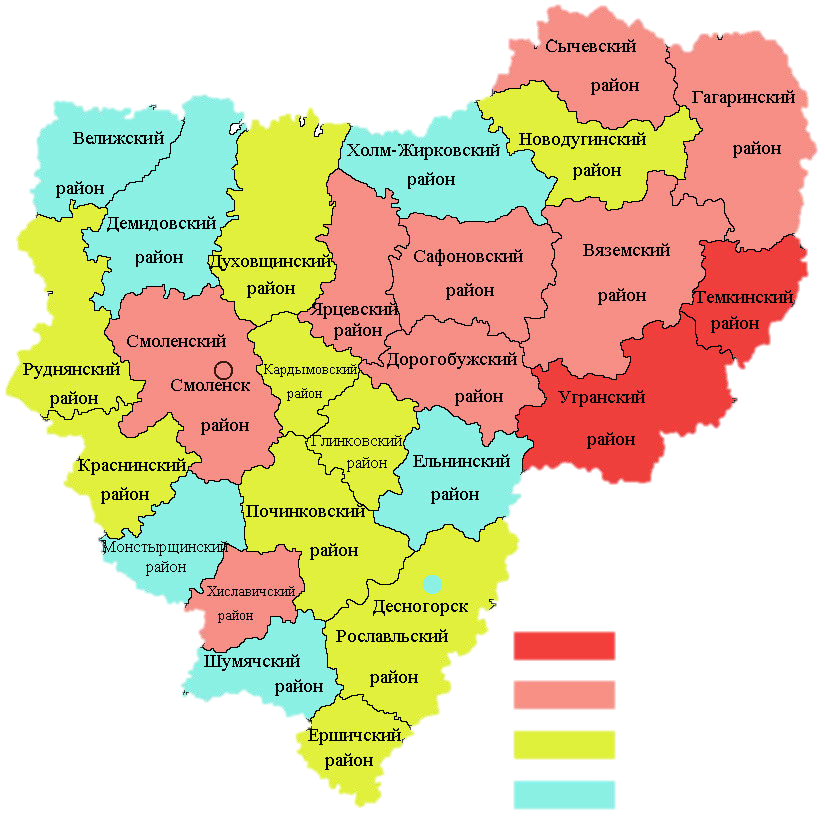 Сычевский
район
Гагаринский
район
Велижский
район
Холм-Жирковский
район
Новодугинский
район
Демидовский
район
Духовщинский
район
Сафоновский
район
Вяземский
район
Темкинский
район
Ярцевский
район
Смоленский
Смоленск
район
Руднянский
район
Кардымовский
район
Дорогобужский
район
Угранский
район
Глинковский
район
Ельнинский
район
Краснинский
район
Починковский
район
Монстырщинский
район
Хиславичский
район
Десногорск
Рославльский
район
Шумячский
район
Ершичский
район